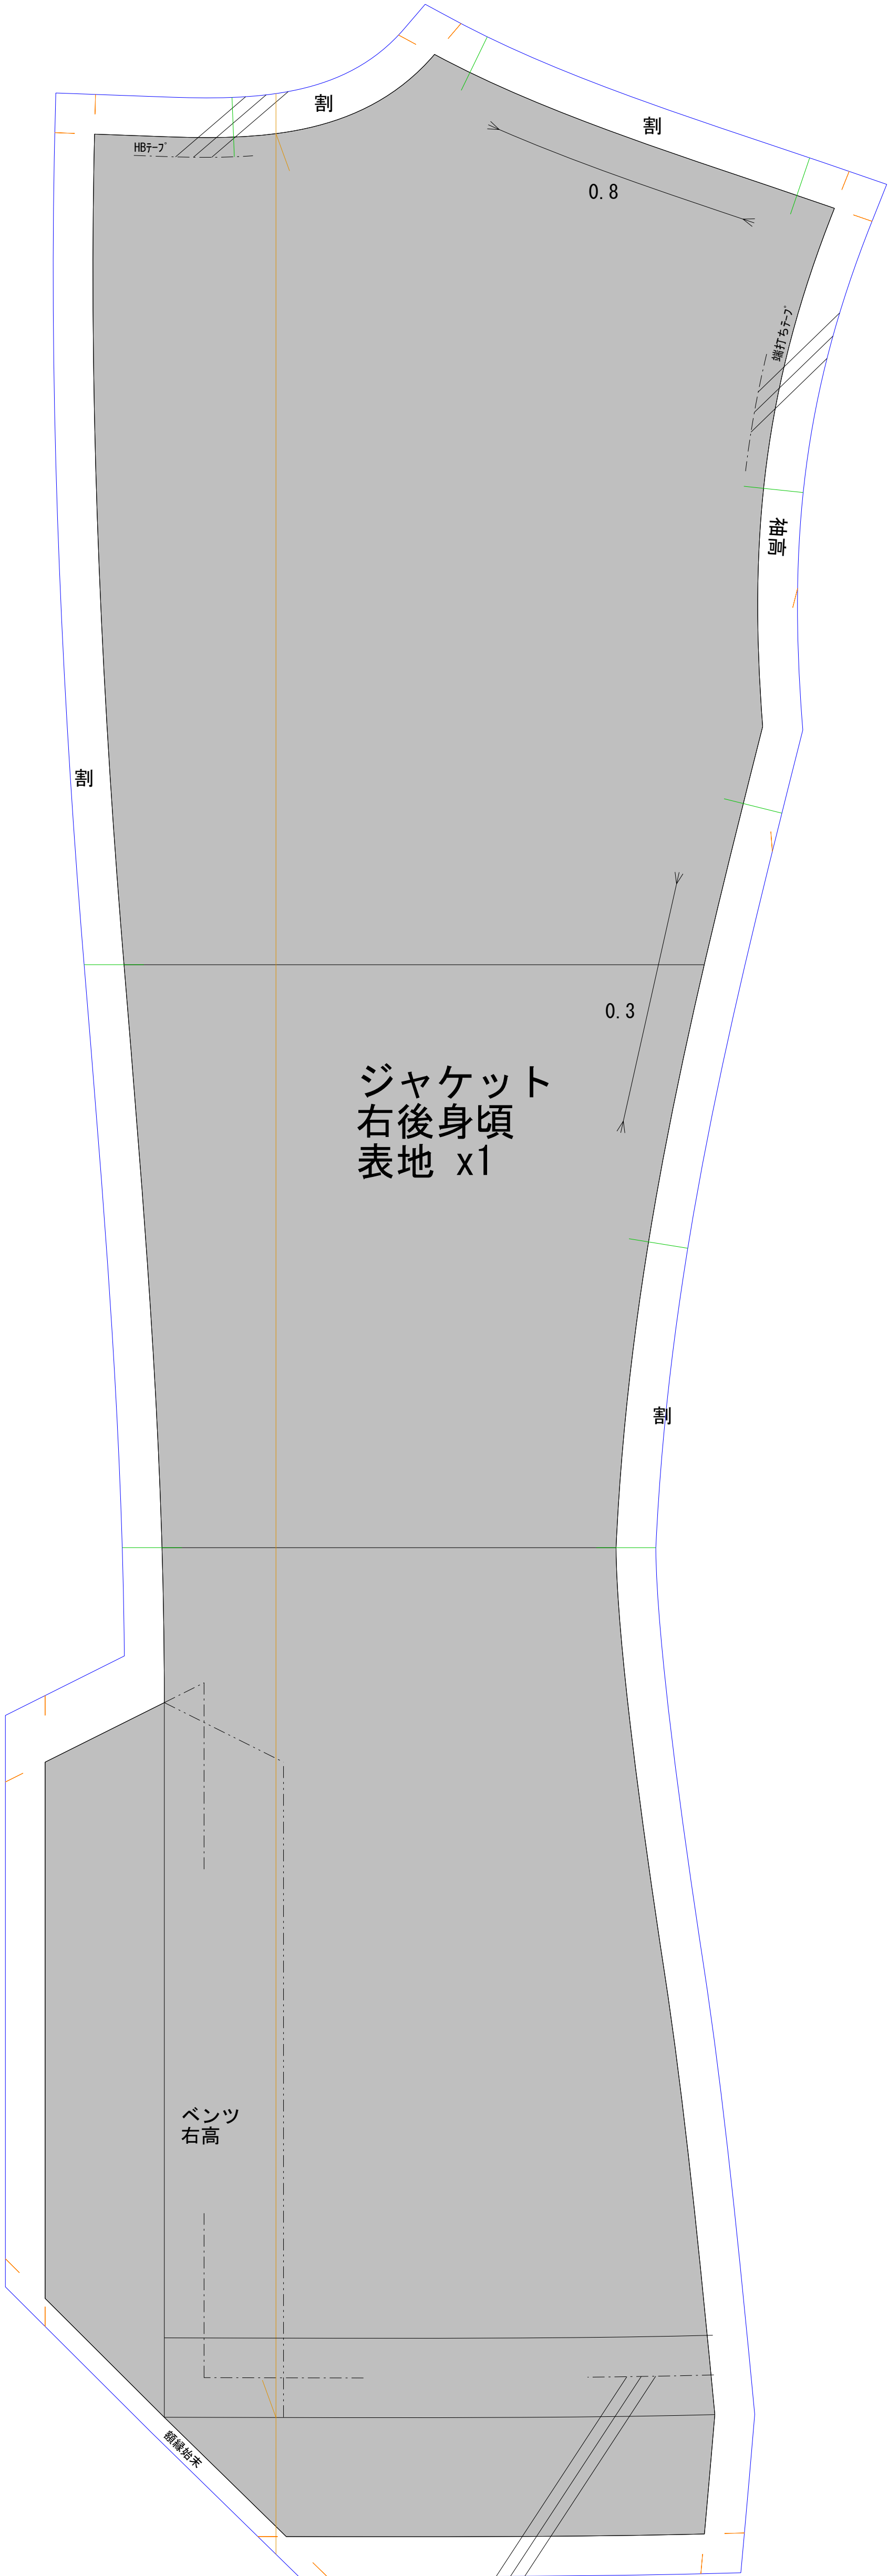 割
割
HBﾃｰﾌﾟ
0.8
端打ちﾃｰﾌﾟ
袖高
割
0.3
ジャケット
右後身頃
表地 x1
割
ベンツ
右高
額縁始末